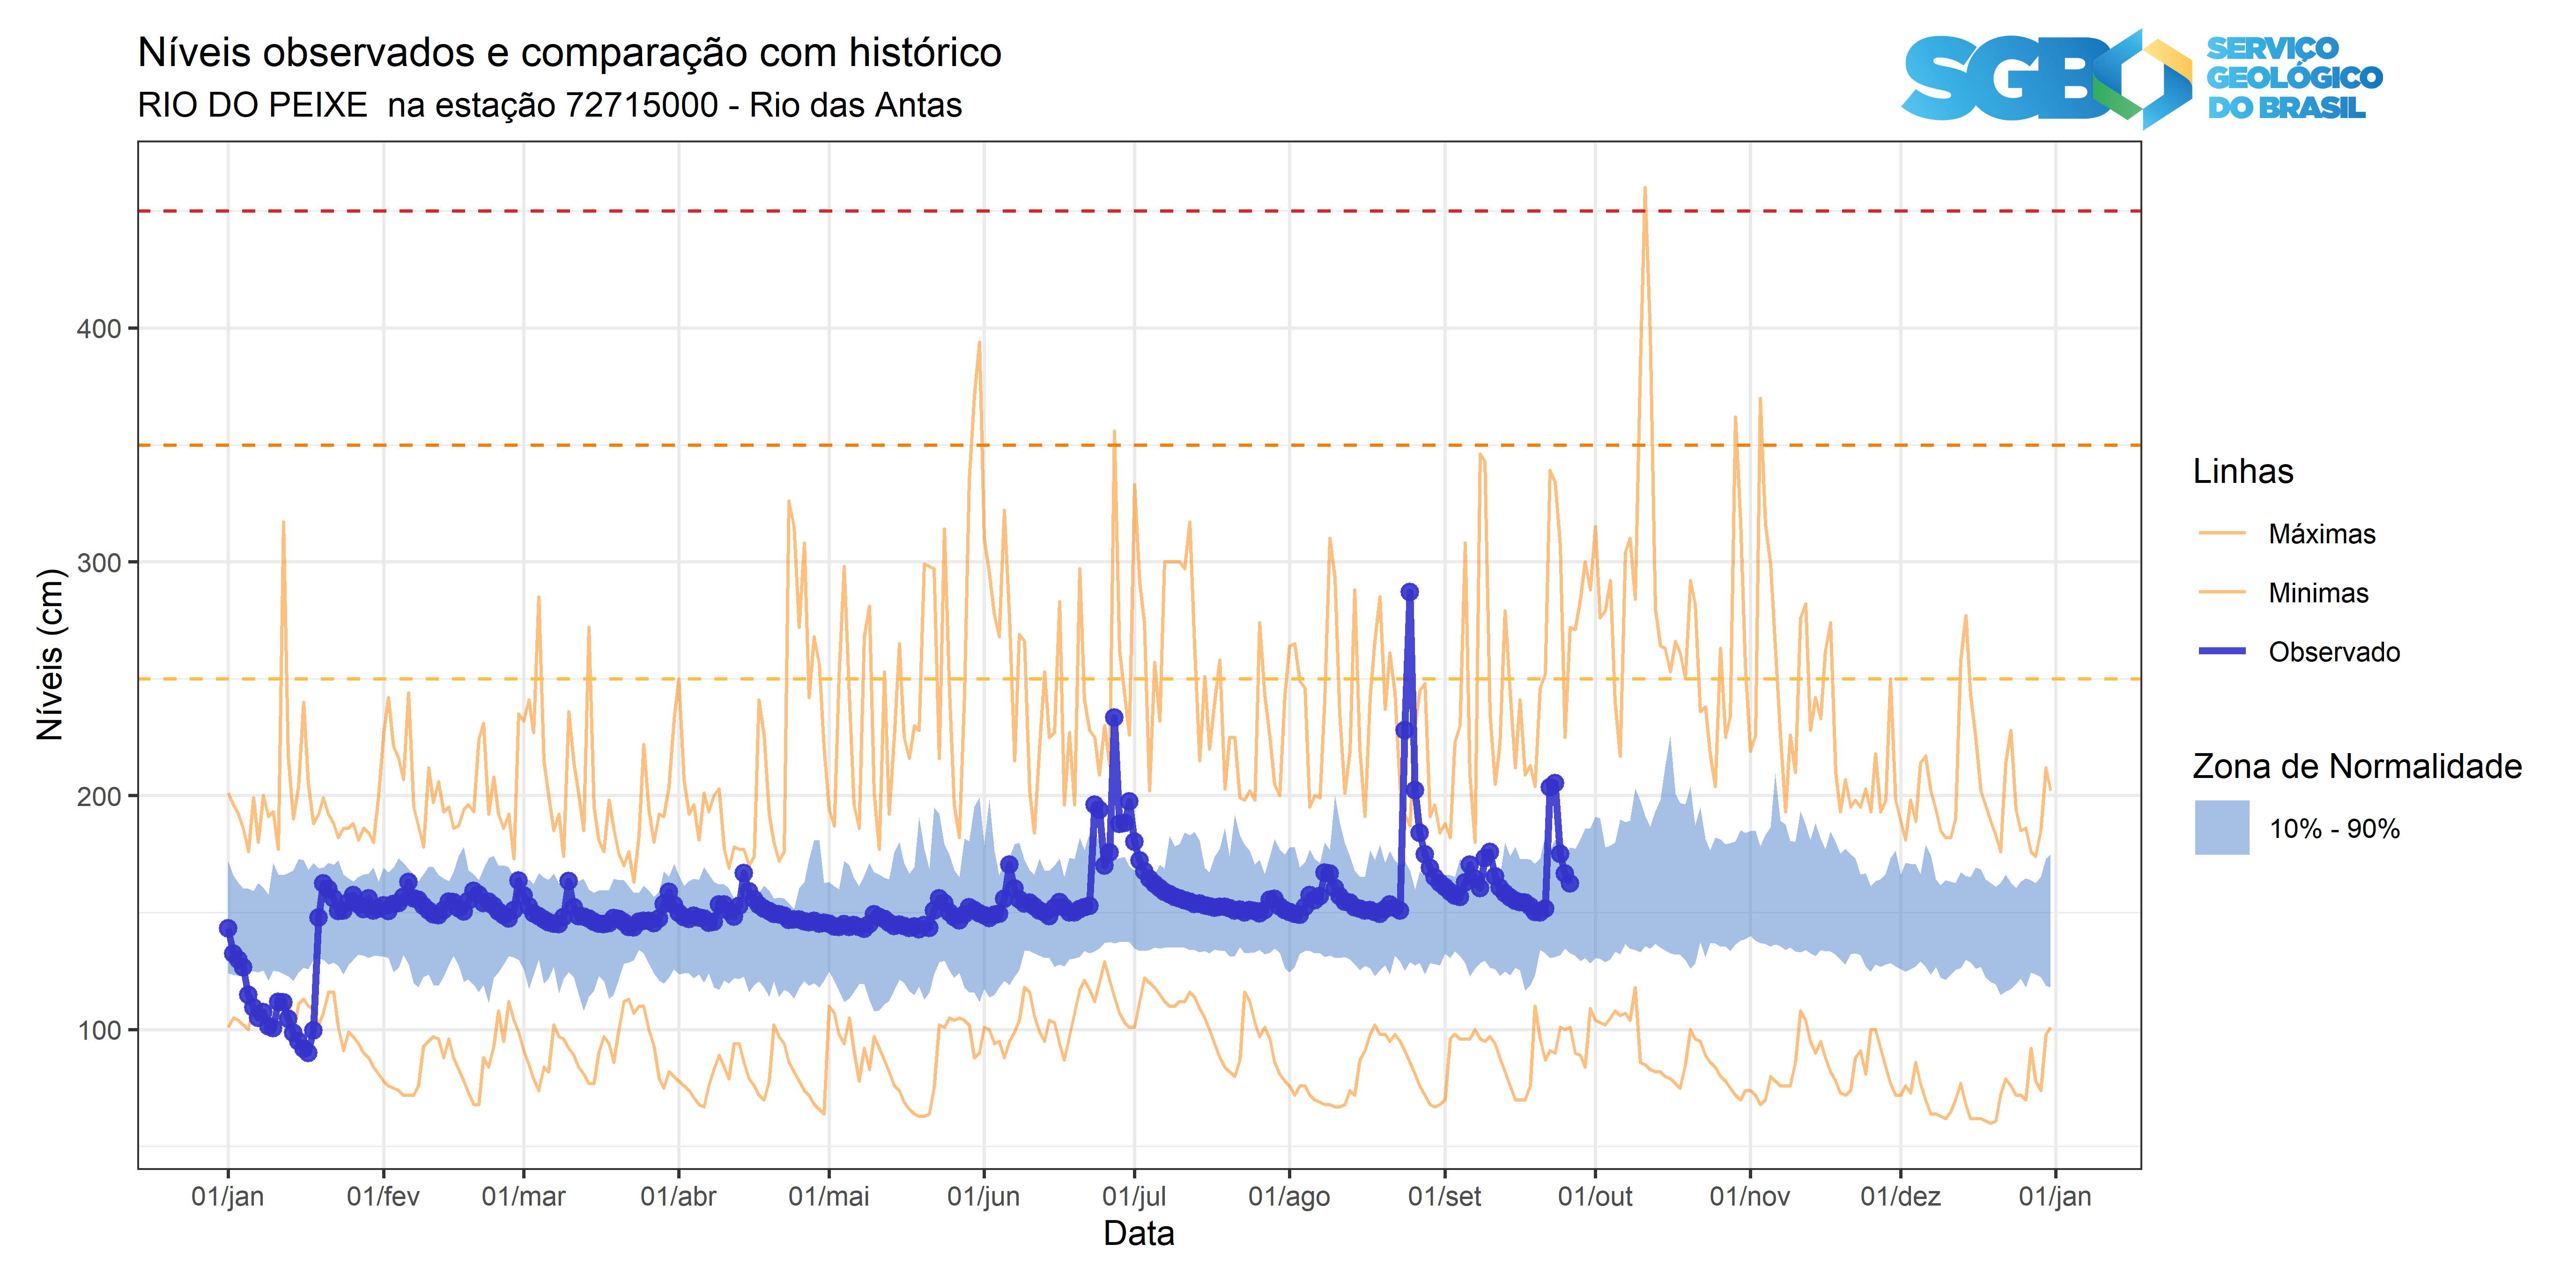 Níveis observados e comparação com histórico
RIO DO PEIXE  na estação 72715000 - Rio das Antas
SGB
SERVIÇO
GEOLÓGICO
DO BRASIL
Níveis (cm)
400
300
200
100
01/jan
01/fev
01/mar
01/abr
01/mai
01/jun
01/jul
01/ago
01/set
01/out
01/nov
01/dez
01/jan
Data
Linhas
Máximas
Minimas
Observado
Zona de Normalidade
10% - 90%